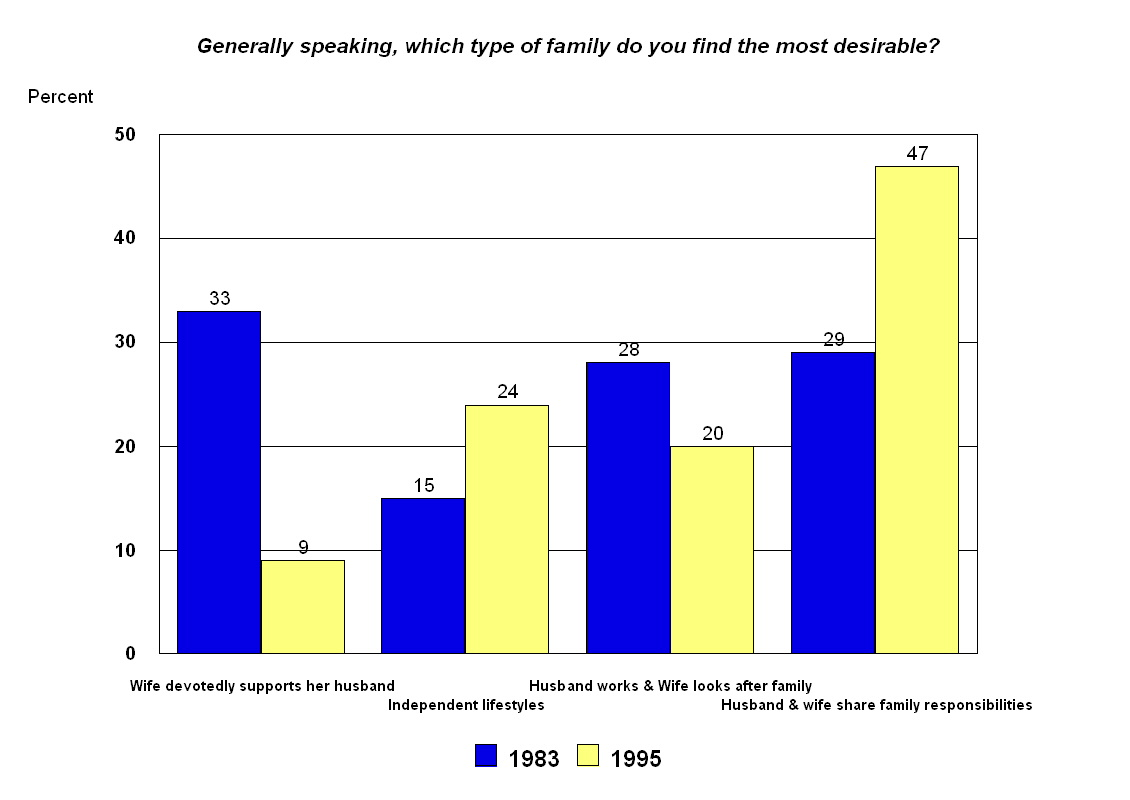 Generally speaking, which type of family do you find the most desirable?
Percent
50
47
40
33
30
29
28
24
20
20
15
10
9
0
Wife devotedly supports her husband
Husband works & Wife looks after family
Independent lifestyles
Husband & wife share family responsibilities
1983
1995